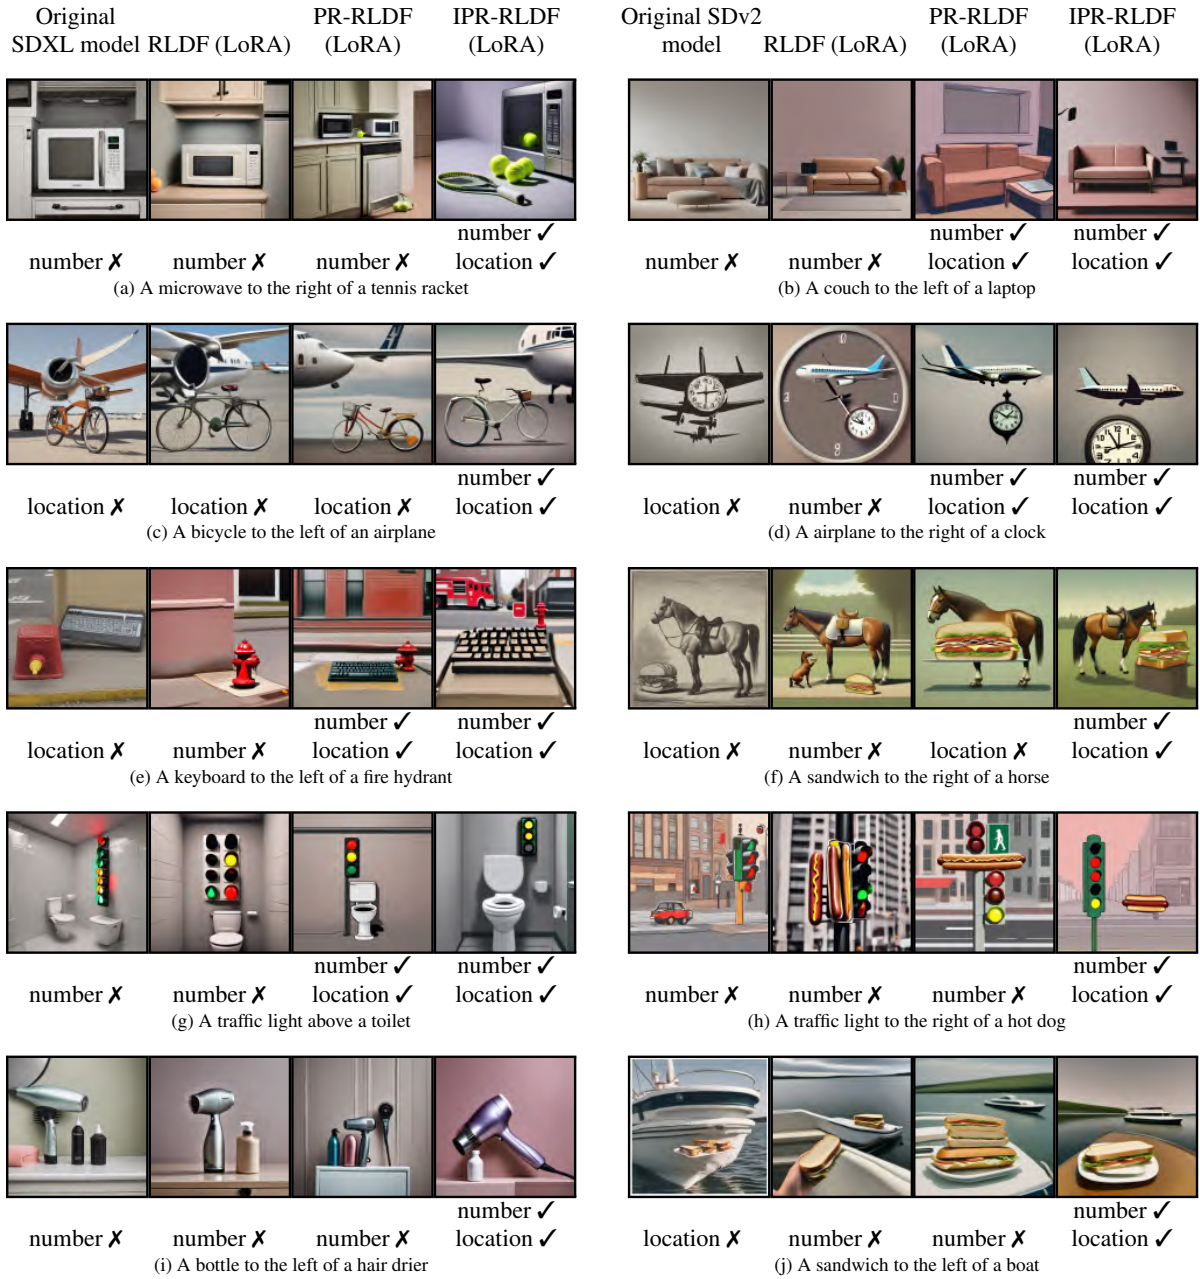 Original SDXL model RLDF (LoRA) PR-RLDF (LoRA) IPR-RLDF (LoRA)
Original SDv2 model RLDF (LoRA) PR-RLDF (LoRA) IPR-RLDF (LoRA)
number ✗ number ✗ number ✗ number ✓ location ✓
(a) A microwave to the right of a tennis racket
number ✗ number ✗ number ✓ location ✓ number ✓ location ✓
(b) A couch to the left of a laptop
location ✗ location ✗ location ✗ number ✓ location ✓
(c) A bicycle to the left of an airplane
location ✗ number ✗ number ✓ location ✓ number ✓ location ✓
(d) A airplane to the right of a clock
location ✗ number ✗ number ✓ location ✓ number ✓ location ✓
(e) A keyboard to the left of a fire hydrant
location ✗ number ✗ location ✗ number ✓ location ✓
(f) A sandwich to the right of a horse
number ✗ number ✗ number ✓ location ✓ number ✓ location ✓
(g) A traffic light above a toilet
number ✗ number ✗ number ✗ number ✓ location ✓
(h) A traffic light to the right of a hot dog
number ✗ number ✗ number ✗ number ✓ location ✓
(i) A bottle to the left of a hair drier
location ✗ number ✗ number ✗ number ✓ location ✓
(j) A sandwich to the left of a boat